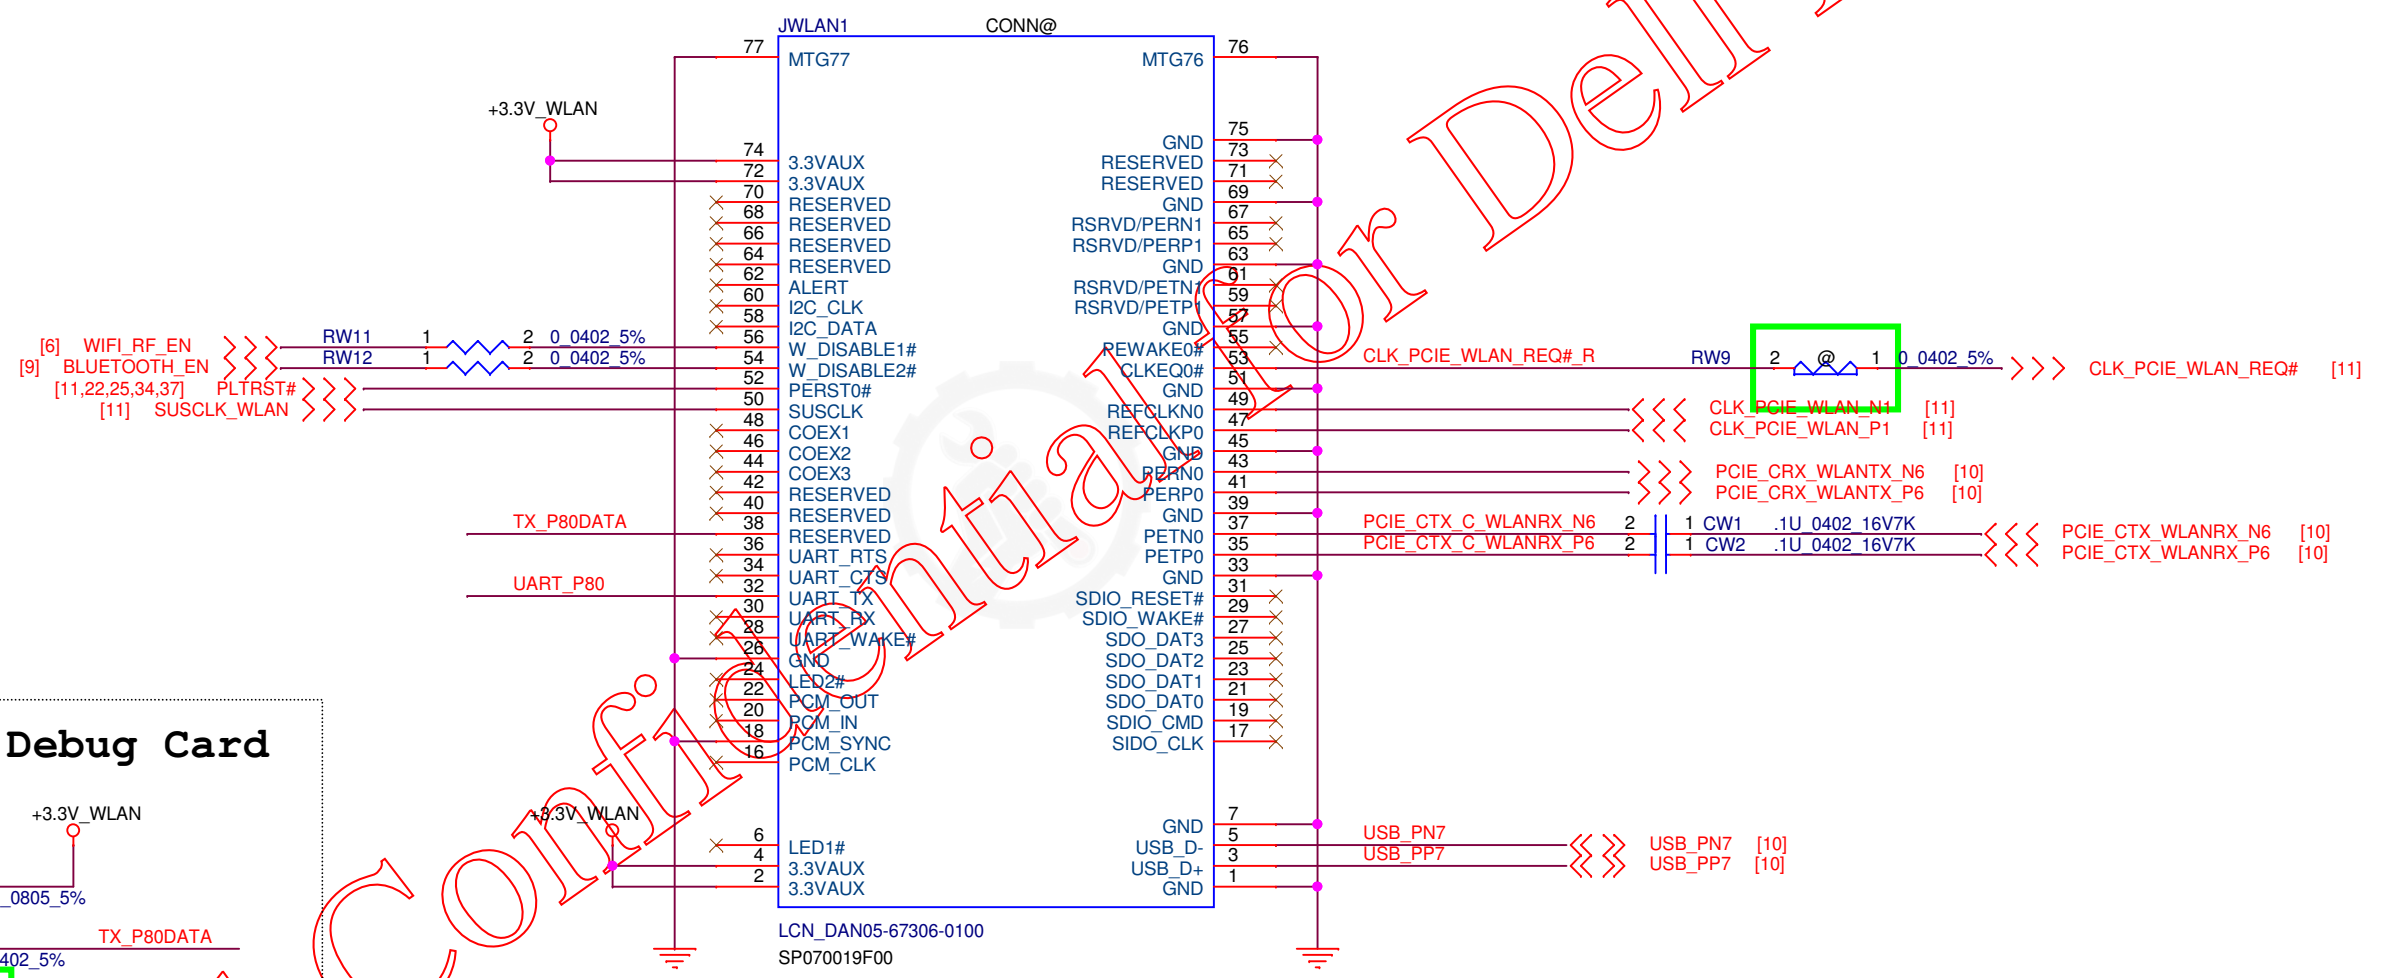 JWLAN1 CONN@
77 MTG77 MTG76 76
+3.3V_WLAN
GND 75
74 3.3VAUX RESERVED 73
72 3.3VAUX RESERVED 71
70 RESERVED GND 69
68 RESERVED RSRVD/PERN1 67
66 RESERVED RSRVD/PERP1 65
64 RESERVED GND 63
62 ALERT RSRVD/PETN1 61
60 I2C_CLK RSRVD/PETP1 59
58 I2C_DATA GND 57
[6] WIFI_RF_EN RW11 1 2 0_0402_5% 56 W_DISABLE1# PEWAKE0# 55
[9] BLUETOOTH_EN RW12 1 2 0_0402_5% 54 W_DISABLE2# CLKEQ0# 53 CLK_PCIE_WLAN_REQ#_R RW9 2 @ 1 0_0402_5% CLK_PCIE_WLAN_REQ# [11]
[11,22,25,34,37] PLTRST# 52 PERST0# GND 51
[11] SUSCLK_WLAN 50 SUSCLK REFCLKN0 49 CLK_PCIE_WLAN_N1 [11]
48 COEX1 REFCLKP0 47 CLK_PCIE_WLAN_P1 [11]
46 COEX2 GND 45
44 COEX3 PERN0 43 PCIE_CRX_WLANTX_N6 [10]
42 RESERVED PERP0 41 PCIE_CRX_WLANTX_P6 [10]
40 RESERVED GND 39
TX_P80DATA 38 RESERVED PETN0 37 PCIE_CTX_C_WLANRX_N6 2 1 CW1 .1U_0402_16V7K PCIE_CTX_WLANRX_N6 [10]
36 UART_RTS PETP0 35 PCIE_CTX_C_WLANRX_P6 2 1 CW2 .1U_0402_16V7K PCIE_CTX_WLANRX_P6 [10]
34 UART_CTS GND 33
UART_P80 32 UART_TX SDIO_RESET# 31
30 UART_RX SDIO_WAKE# 29
28 UART_WAKE# SDO_DAT3 27
26 GND SDO_DAT2 25
24 LED2# SDO_DAT1 23
22 PCM_OUT SDO_DAT0 21
20 PCM_IN SDIO_CMD 19
18 PCM_SYNC SIDO_CLK 17
16 PCM_CLK
Debug Card
+3.3V_WLAN
+3.3V_WLAN
GND 7
6 LED1# USB_D- 5 USB_PN7 USB_PN7 [10]
4 3.3VAUX USB_D+ 3 USB_PP7 USB_PP7 [10]
2 3.3VAUX GND 1
_0805_5%
TX_P80DATA
402_5%
LCN_DAN05-67306-0100
SP070019F00
Confidential for Dell